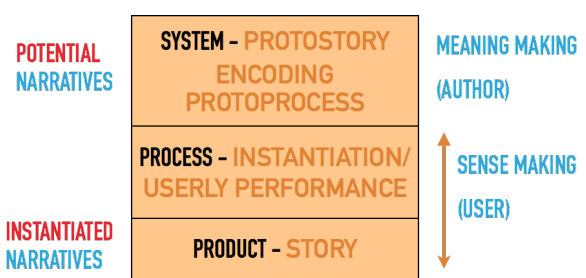 POTENTIAL
NARRATIVES
SYSTEM – PROTOSTORY
ENCODING
PROTOPROCESS
MEANING MAKING
(AUTHOR)
PROCESS – INSTANTIATION/
USERLY PERFORMANCE
SENSE MAKING
(USER)
INSTANTIATED
NARRATIVES
PRODUCT – STORY